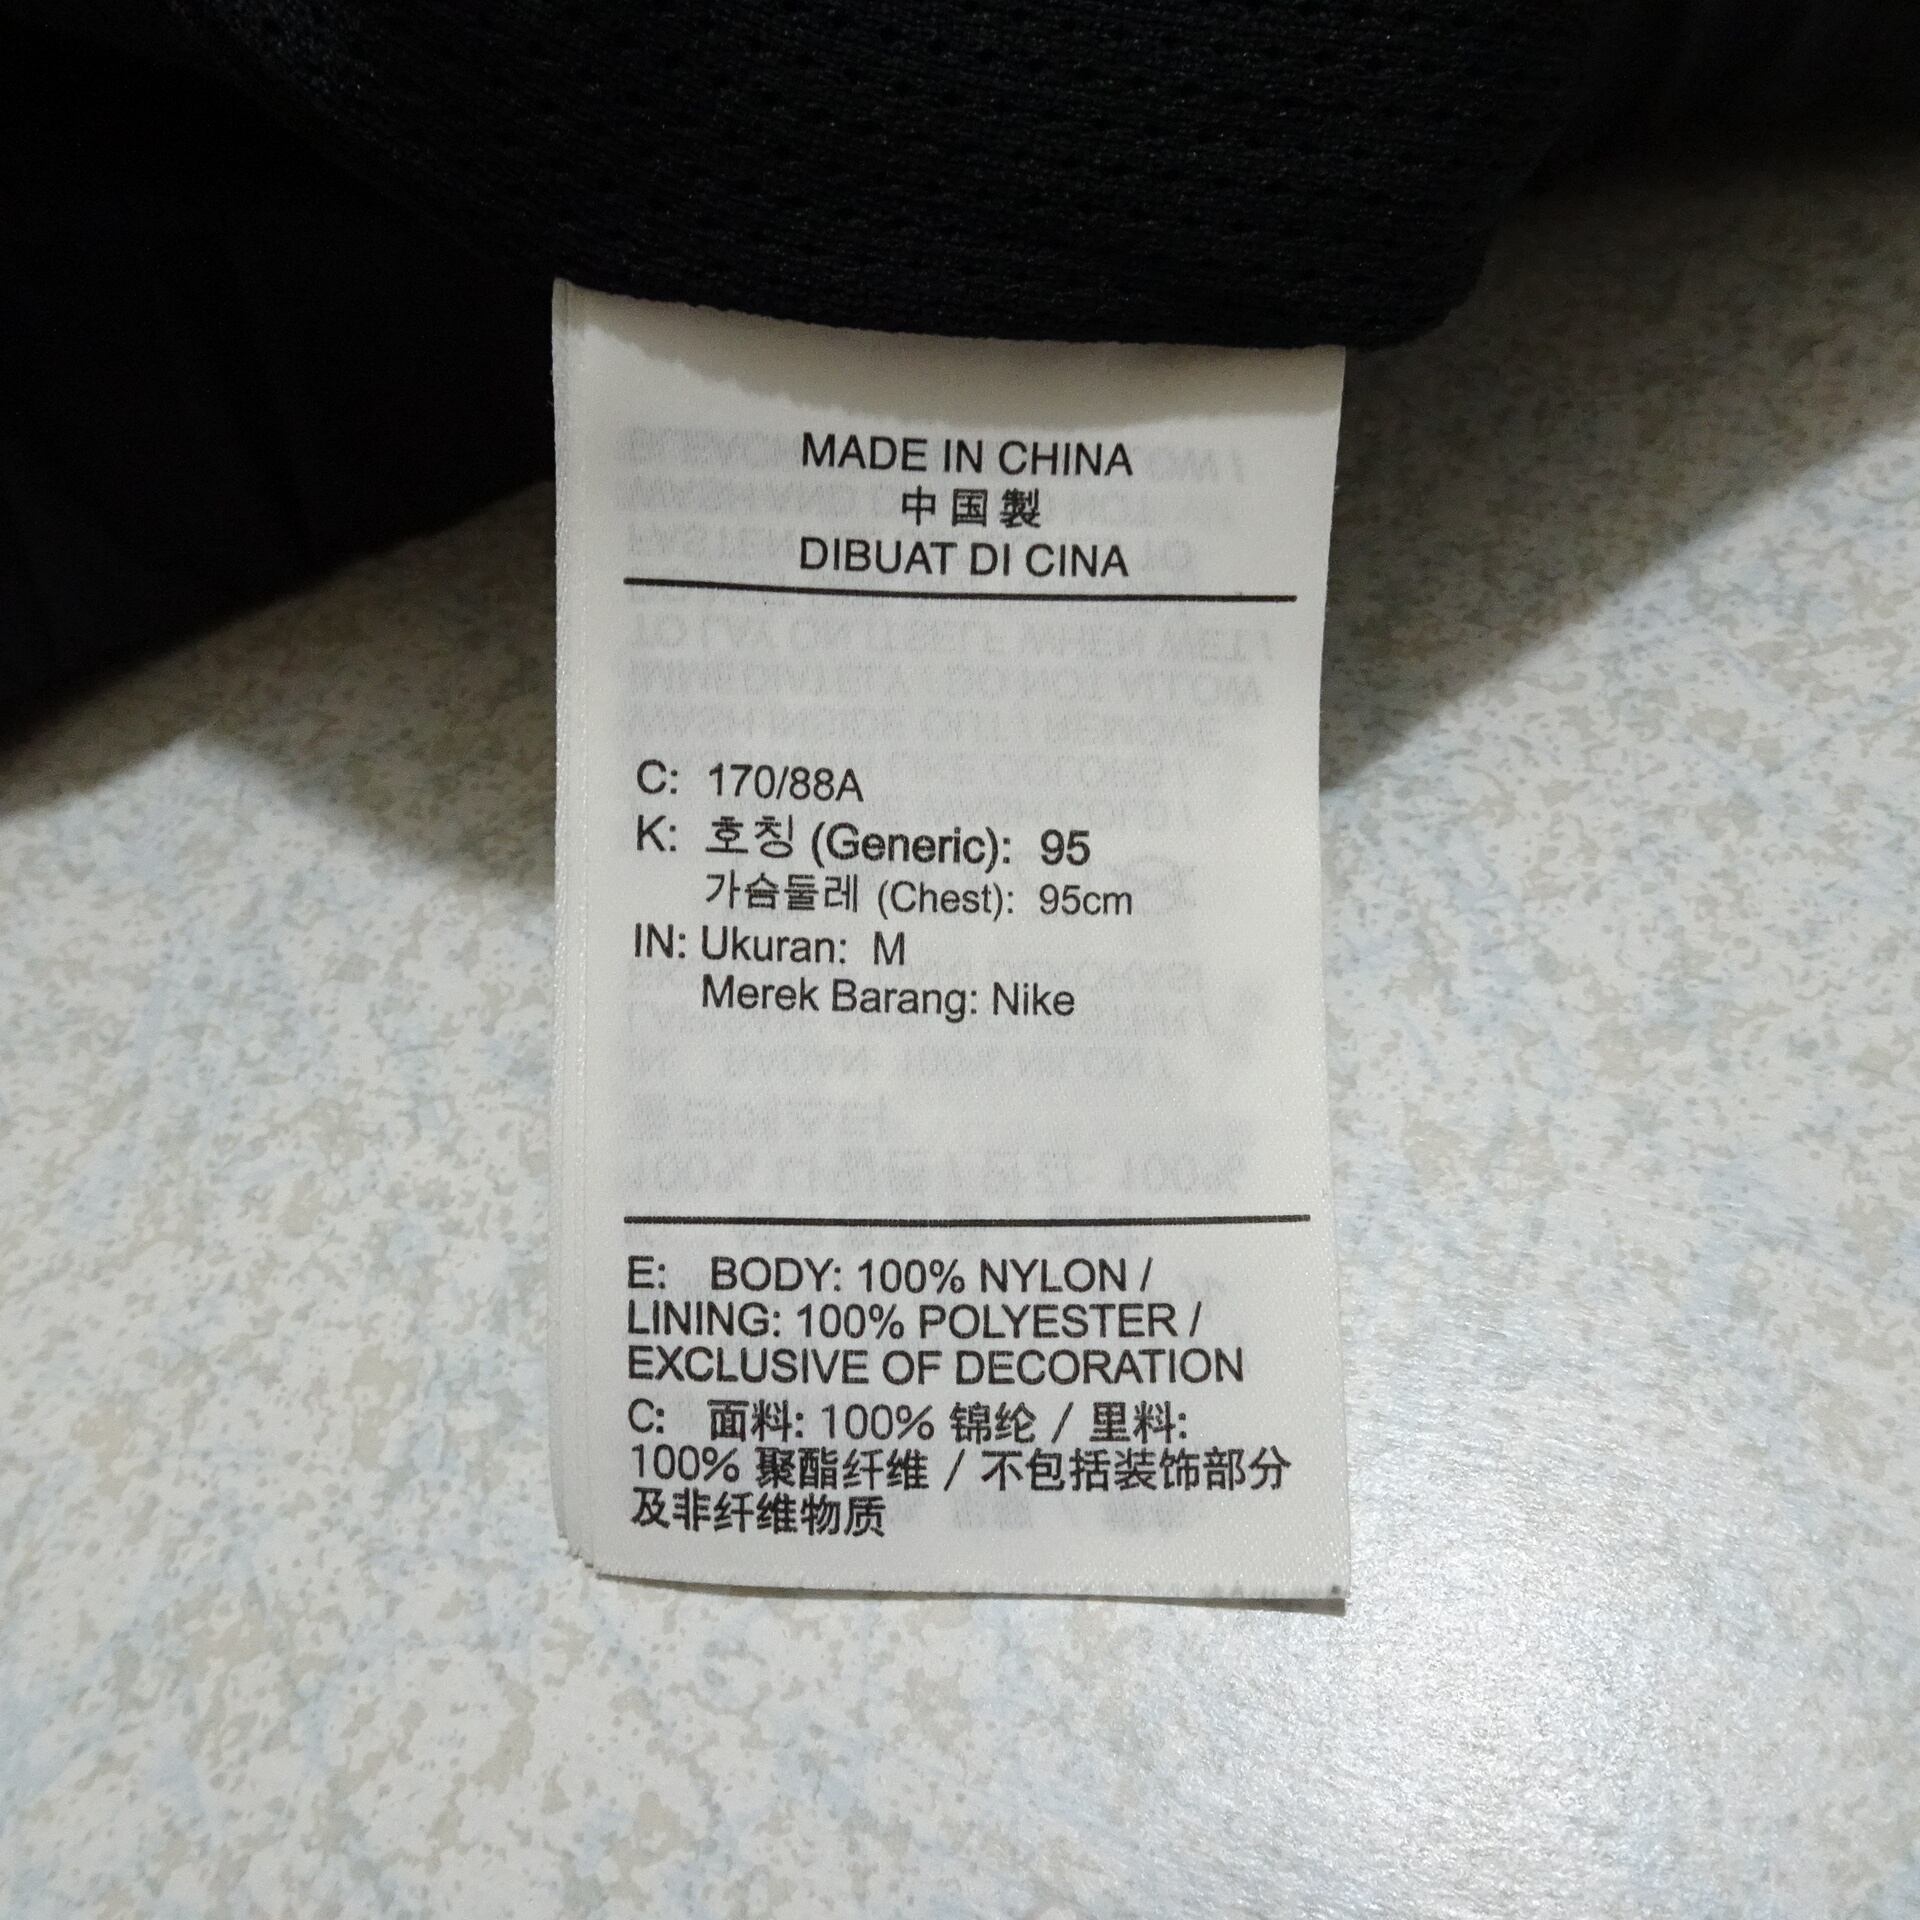 MADE IN CHINA
中国製
DIBUAT DI CINA
C: 170/88A
K: 호칭 (Generic): 95
가슴둘레 (Chest): 95cm
IN: Ukuran: M
Merek Barang: Nike
E: BODY: 100% NYLON /
LINING: 100% POLYESTER /
EXCLUSIVE OF DECORATION
C: 面料: 100% 锦纶 / 里料:
100% 聚酯纤维 / 不包括装饰部分
及非纤维物质